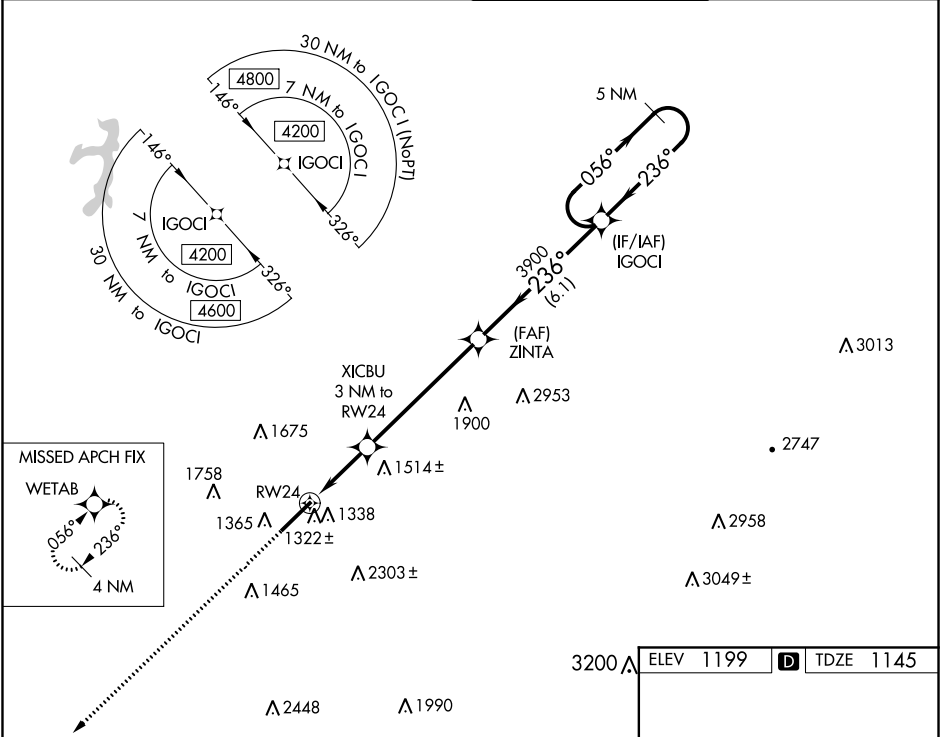 30 NM to IGOCI (NoPT)
4800
146°
7 NM to IGOCI
4200
IGOCI
326°
146°
IGOCI
7 NM to IGOCI
4200
326°
4600
30 NM to IGOCI
5 NM
056°
236°
(IF/IAF)
IGOCI
3900
236°
(6.1)
(FAF)
ZINTA
3013
XICBU
3 NM to
RW24
2953
1900
1675
2747
1514±
MISSED APCH FIX
WETAB
056°
236°
4 NM
1758
RW24
1365
1338
1322±
2958
2303±
3049±
1465
3200
ELEV 1199 D TDZE 1145
2448
1990